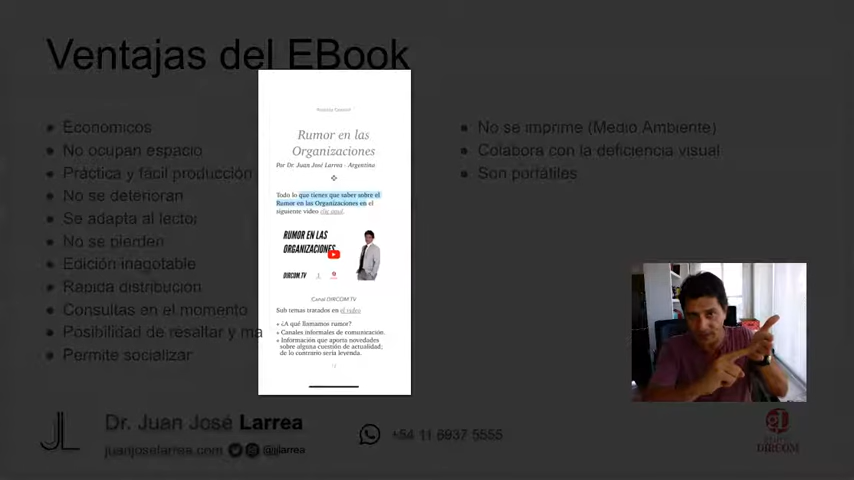 Ventajas del EBook
Económicos
No ocupan espacio
Práctica y fácil producción
No se deterioran
Se adapta al lector
No se pierden
Edición inagotable
Rápida distribución
Consultas en el momento
Posibilidad de resaltar y ma
Permite socializar
No se imprime (Medio Ambiente)
Colabora con la deficiencia visual
Son portátiles
Rumor en las
Organizaciones
Por Dr. Juan José Larrea - Argentina
Todo lo que tienes que saber sobre el
Rumor en las Organizaciones en el
siguiente video clic aquí.
RUMOR EN LAS
ORGANIZACIONES
DIRCOM.TV
Canal DIRCOM TV
Sub temas tratados en el video
• ¿A qué llamamos rumor?
• Canales informales de comunicación.
• Información que aporta novedades
sobre alguna cuestión de actualidad;
de lo contrario sería leyenda.
JL
Dr. Juan José Larrea
juanjoselarrea.com @jjlarrea
+54 11 6937 5555
DIRCOM